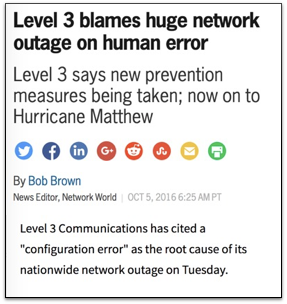 Level 3 blames huge network
outage on human error
Level 3 says new prevention
measures being taken; now on to
Hurricane Matthew
By Bob Brown
News Editor, Network World | OCT 5, 2016 6:25 AM PT
Level 3 Communications has cited a
"configuration error" as the root cause of its
nationwide network outage on Tuesday.